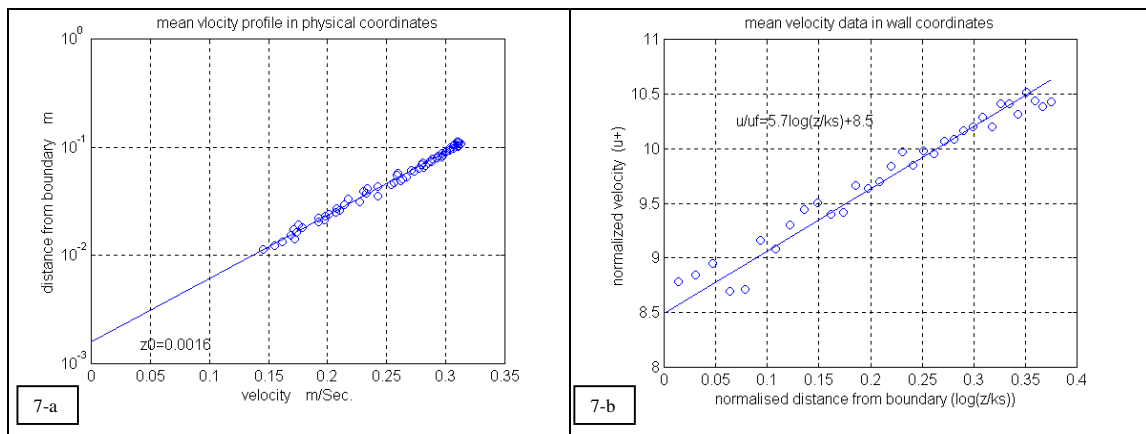 mean vlocity profile in physical coordinates
10^0
10^-1
10^-2
10^-3
distance from boundary m
z0=0.0016
0 0.05 0.1 0.15 0.2 0.25 0.3 0.35
velocity m/Sec.
7-a
mean velocity data in wall coordinates
11
10.5
10
9.5
9
8.5
8
normalized velocity (u+)
u/uf=5.7log(z/ks)+8.5
0 0.05 0.1 0.15 0.2 0.25 0.3 0.35 0.4
normalised distance from boundary (log(z/ks))
7-b